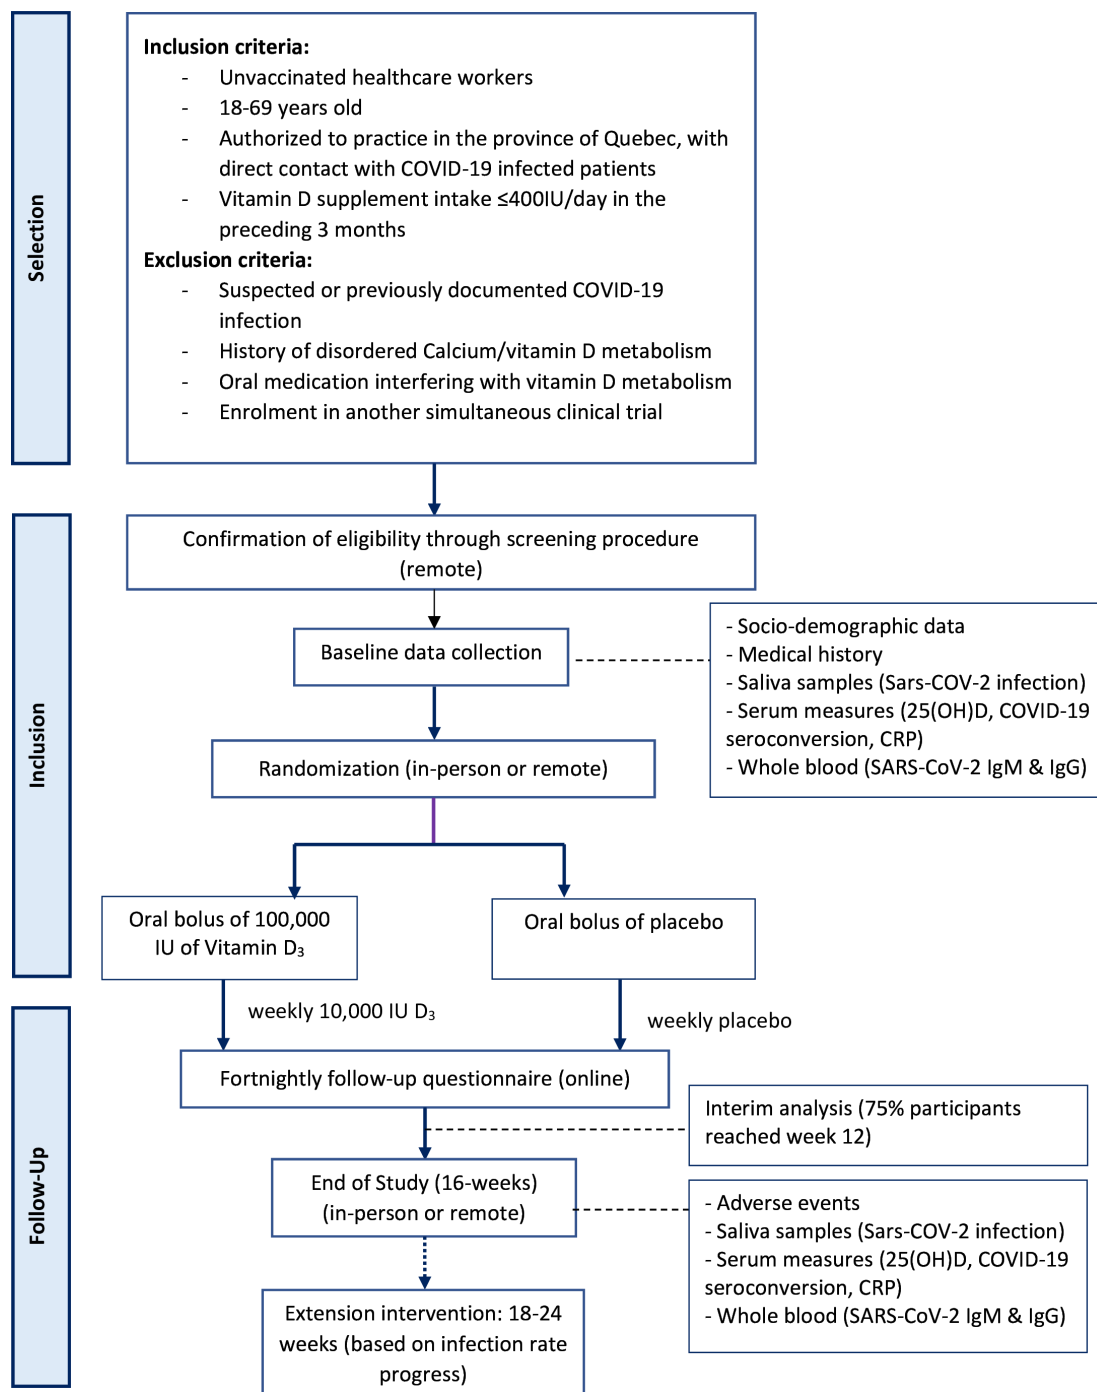 Selection
Inclusion criteria:
- Unvaccinated healthcare workers
- 18-69 years old
- Authorized to practice in the province of Quebec, with
direct contact with COVID-19 infected patients
- Vitamin D supplement intake ≤400IU/day in the
preceding 3 months
Exclusion criteria:
- Suspected or previously documented COVID-19
infection
- History of disordered Calcium/vitamin D metabolism
- Oral medication interfering with vitamin D metabolism
- Enrolment in another simultaneous clinical trial
Inclusion
Confirmation of eligibility through screening procedure
(remote)
Baseline data collection
- Socio-demographic data
- Medical history
- Saliva samples (Sars-COV-2 infection)
- Serum measures (25(OH)D, COVID-19
seroconversion, CRP)
- Whole blood (SARS-CoV-2 IgM & IgG)
Randomization (in-person or remote)
Oral bolus of 100,000
IU of Vitamin D₃
Oral bolus of placebo
weekly 10,000 IU D₃
weekly placebo
Follow-Up
Fortnightly follow-up questionnaire (online)
Interim analysis (75% participants
reached week 12)
End of Study (16-weeks)
(in-person or remote)
- Adverse events
- Saliva samples (Sars-COV-2 infection)
- Serum measures (25(OH)D, COVID-19
seroconversion, CRP)
- Whole blood (SARS-CoV-2 IgM & IgG)
Extension intervention: 18-24
weeks (based on infection rate
progress)